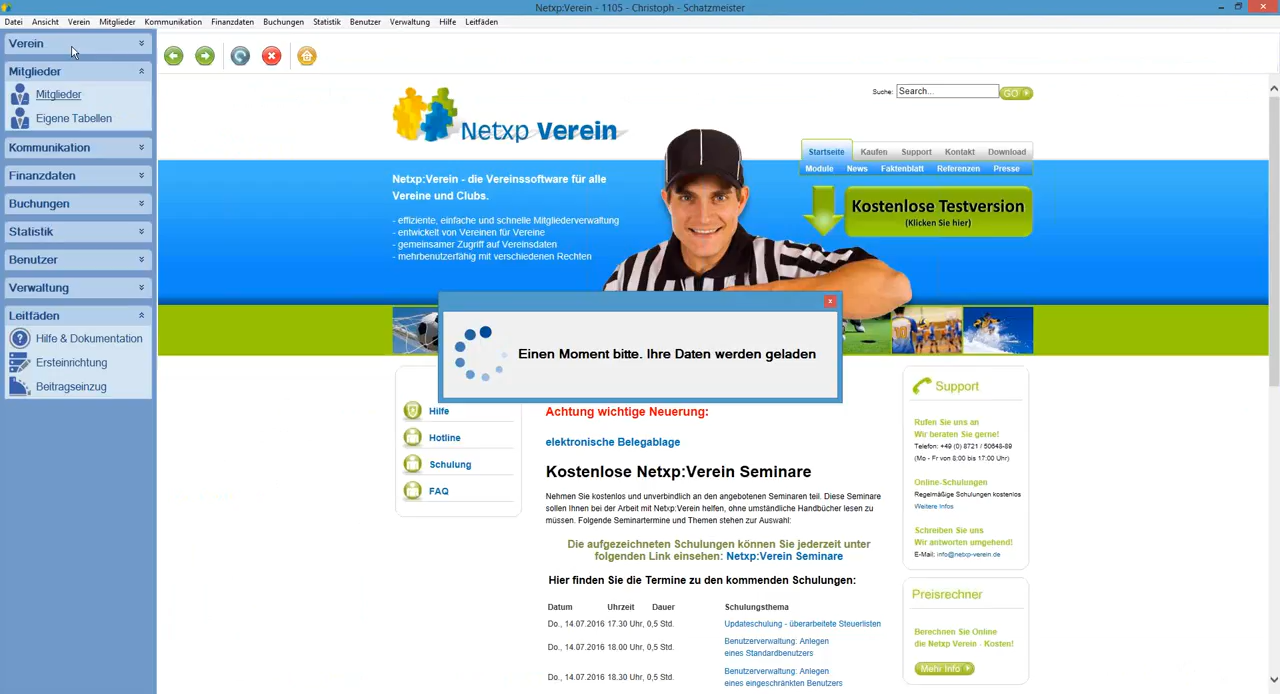 Netxp:Verein - 1105 - Christoph - Schatzmeister
Datei Ansicht Verein Mitglieder Kommunikation Finanzdaten Buchungen Statistik Benutzer Verwaltung Hilfe Leitfäden
Verein
Mitglieder
Mitglieder
Eigene Tabellen
Kommunikation
Finanzdaten
Buchungen
Statistik
Benutzer
Verwaltung
Leitfäden
Hilfe & Dokumentation
Ersteinrichtung
Beitragseinzug
Suche: Search... GO
Netxp Verein
Startseite Kaufen Support Kontakt Download
Module News Faktenblatt Referenzen Presse
Netxp:Verein - die Vereinssoftware für alle
Vereine und Clubs.
- effiziente, einfache und schnelle Mitgliederverwaltung
- entwickelt von Vereinen für Vereine
- gemeinsamer Zugriff auf Vereinsdaten
- mehrbenutzerfähig mit verschiedenen Rechten
Kostenlose Testversion
(Klicken Sie hier)
Einen Moment bitte. Ihre Daten werden geladen
Hilfe
Hotline
Schulung
FAQ
Achtung wichtige Neuerung:
elektronische Belegablage
Kostenlose Netxp:Verein Seminare
Nehmen Sie kostenlos und unverbindlich an den angebotenen Seminaren teil. Diese Seminare
sollen Ihnen bei der Arbeit mit Netxp:Verein helfen, ohne umständliche Handbücher lesen zu
müssen. Folgende Seminartermine und Themen stehen zur Auswahl:
Die aufgezeichneten Schulungen können Sie jederzeit unter
folgenden Link einsehen: Netxp:Verein Seminare
Hier finden Sie die Termine zu den kommenden Schulungen:
Datum Uhrzeit Dauer Schulungsthema
Do., 14.07.2016 17.30 Uhr, 0,5 Std. Updateschulung - überarbeitete Steuerlisten
Do., 14.07.2016 18.00 Uhr, 0,5 Std. Benutzerverwaltung: Anlegen
eines Standardbenutzers
Do., 14.07.2016 18.30 Uhr, 0,5 Std. Benutzerverwaltung: Anlegen
eines eingeschränkten Benutzers
Support
Rufen Sie uns an
Wir beraten Sie gerne!
Telefon: +49 (0) 8721 / 50648-89
(Mo - Fr von 8:00 bis 17:00 Uhr)
Online-Schulungen
Regelmäßige Schulungen kostenlos
Weitere Infos
Schreiben Sie uns
Wir antworten umgehend!
E-Mail: info@netxp-verein.de
Preisrechner
Berechnen Sie Online
die Netxp Verein - Kosten!
Mehr Info